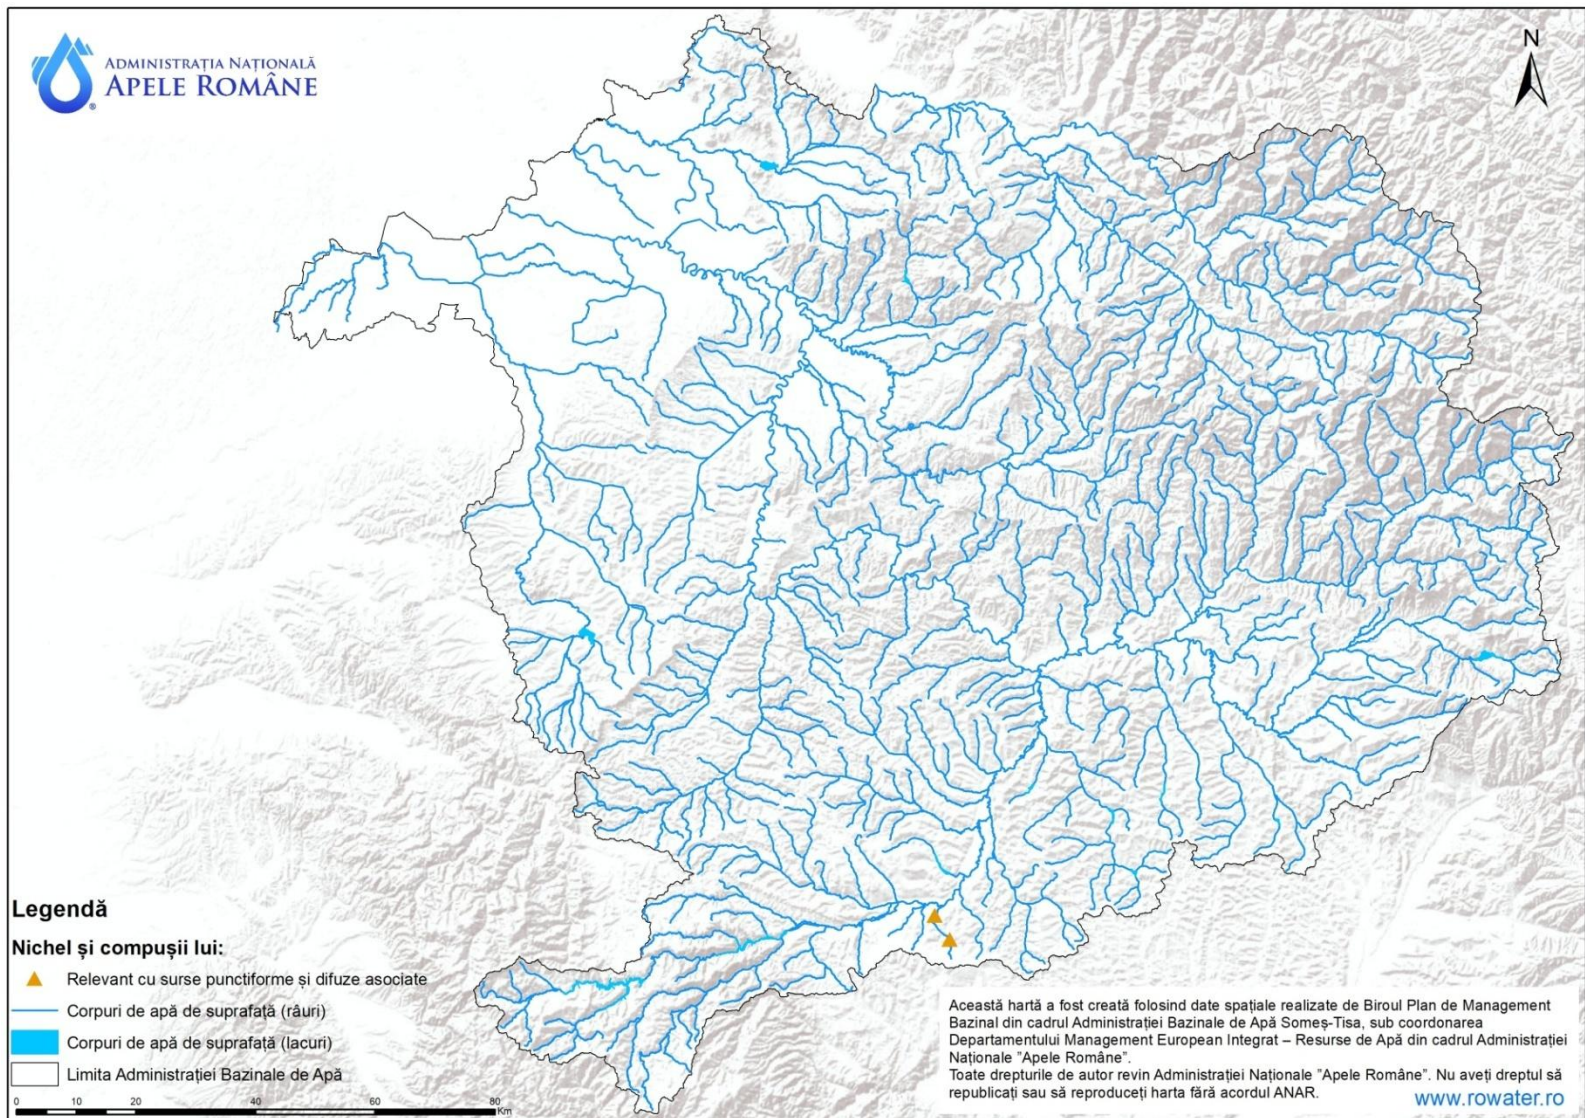 ADMINISTRAȚIA NAȚIONALĂ
APELE ROMÂNE
®
N
Legendă
Nichel și compușii lui:
Relevant cu surse punctiforme și difuze asociate
Corpuri de apă de suprafață (râuri)
Corpuri de apă de suprafață (lacuri)
Limita Administrației Bazinale de Apă
0 20 40 60 80
Km
Această hartă a fost creată folosind date spațiale realizate de Biroul Plan de Management
Bazinal din cadrul Administrației Bazinale de Apă Someș-Tisa, sub coordonarea
Departamentului Management European Integrat – Resurse de Apă din cadrul Administrației
Naționale "Apele Române".
Toate drepturile de autor revin Administrației Naționale "Apele Române". Nu aveți dreptul să
republicați sau să reproduceți harta fără acordul ANAR.
www.rowater.ro